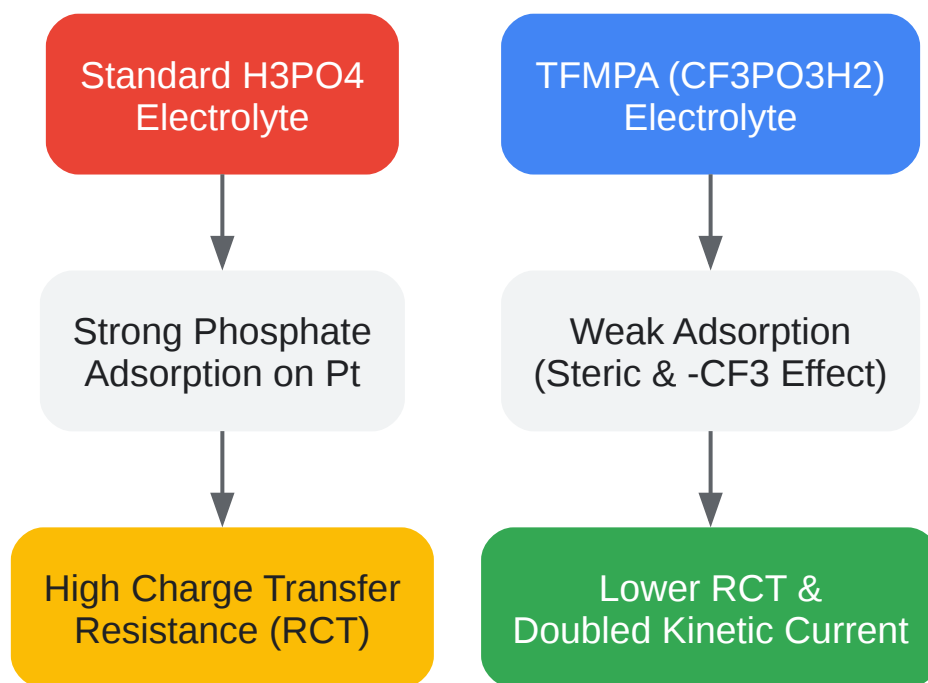 Standard H3PO4
Electrolyte
TFMPA (CF3PO3H2)
Electrolyte
Strong Phosphate
Adsorption on Pt
Weak Adsorption
(Steric & -CF3 Effect)
High Charge Transfer
Resistance (RCT)
Lower RCT &
Doubled Kinetic Current